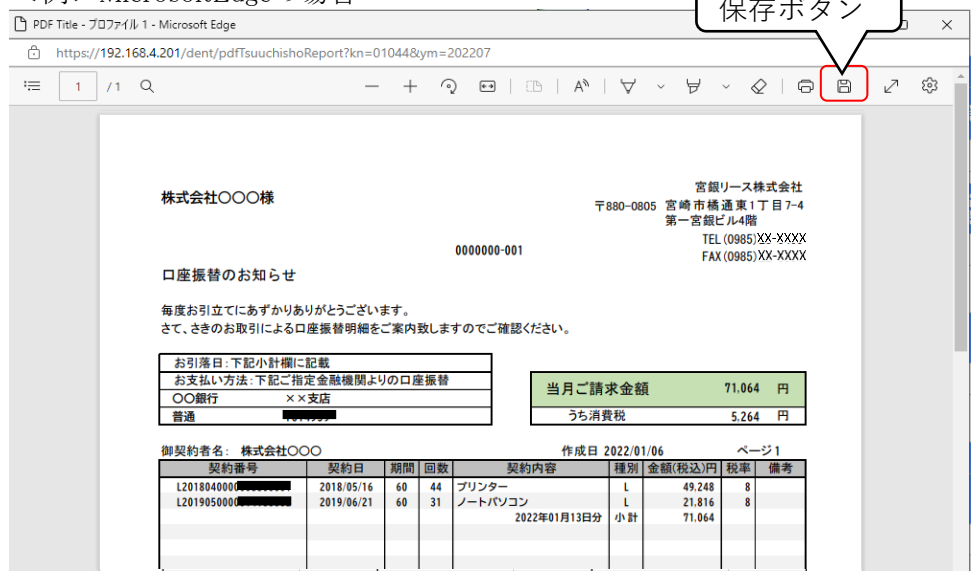 保存ボタン
PDF Title - プロファイル 1 - Microsoft Edge
https://192.168.4.201/dent/pdfTsuuchishoReport?kn=01044&ym=202207
1 / 1
株式会社〇〇〇様
宮銀リース株式会社
〒880-0805 宮崎市橘通東1丁目7-4
第一宮銀ビル4階
TEL(0985)XX-XXXX
FAX(0985)XX-XXXX
0000000-001
口座振替のお知らせ
毎度お引立てにあずかりありがとうございます。
さて、さきのお取引による口座振替明細をご案内致しますのでご確認ください。
お引落日:下記小計欄に記載
お支払い方法:下記ご指定金融機関よりの口座振替
〇〇銀行 ××支店
普通
当月ご請求金額 71,064 円
うち消費税 5,264 円
御契約者名: 株式会社〇〇〇 作成日 2022/01/06 ページ 1
契約番号 契約日 期間 回数 契約内容 種別 金額(税込)円 税率 備考
L2018040000 2018/05/16 60 44 プリンター L 49,248 8
L2019050000 2019/06/21 60 31 ノートパソコン L 21,816 8
2022年01月13日分 小計 71,064